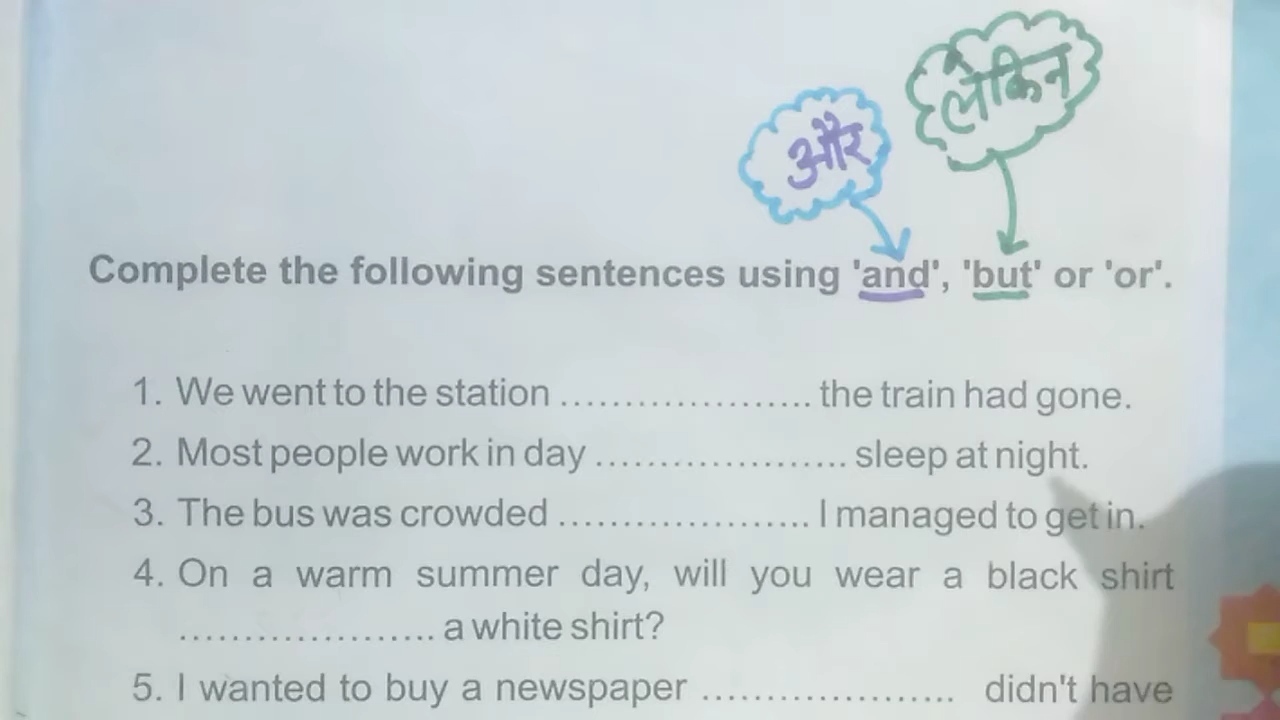 लेकिन
और
Complete the following sentences using 'and', 'but' or 'or'.
1. We went to the station .................... the train had gone.
2. Most people work in day .................... sleep at night.
3. The bus was crowded .................... I managed to get in.
4. On a warm summer day, will you wear a black shirt
.................... a white shirt?
5. I wanted to buy a newspaper .................... didn't have